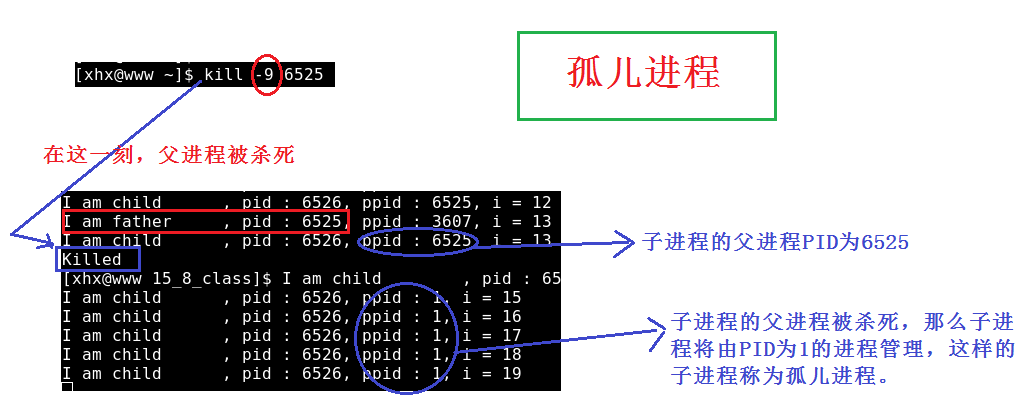 [xhx@www ~]$ kill -9 6525
孤儿进程
在这一刻，父进程被杀死
I am child , pid : 6526, ppid : 6525, i = 12
I am father , pid : 6525, ppid : 3607, i = 13
I am child , pid : 6526, ppid : 6525, i = 13
Killed
[xhx@www 15_8_class]$ I am child , pid : 65
I am child , pid : 6526, ppid : 1, i = 15
I am child , pid : 6526, ppid : 1, i = 16
I am child , pid : 6526, ppid : 1, i = 17
I am child , pid : 6526, ppid : 1, i = 18
I am child , pid : 6526, ppid : 1, i = 19
子进程的父进程PID为6525
子进程的父进程被杀死，那么子进
程将由PID为1的进程管理，这样的
子进程称为孤儿进程。